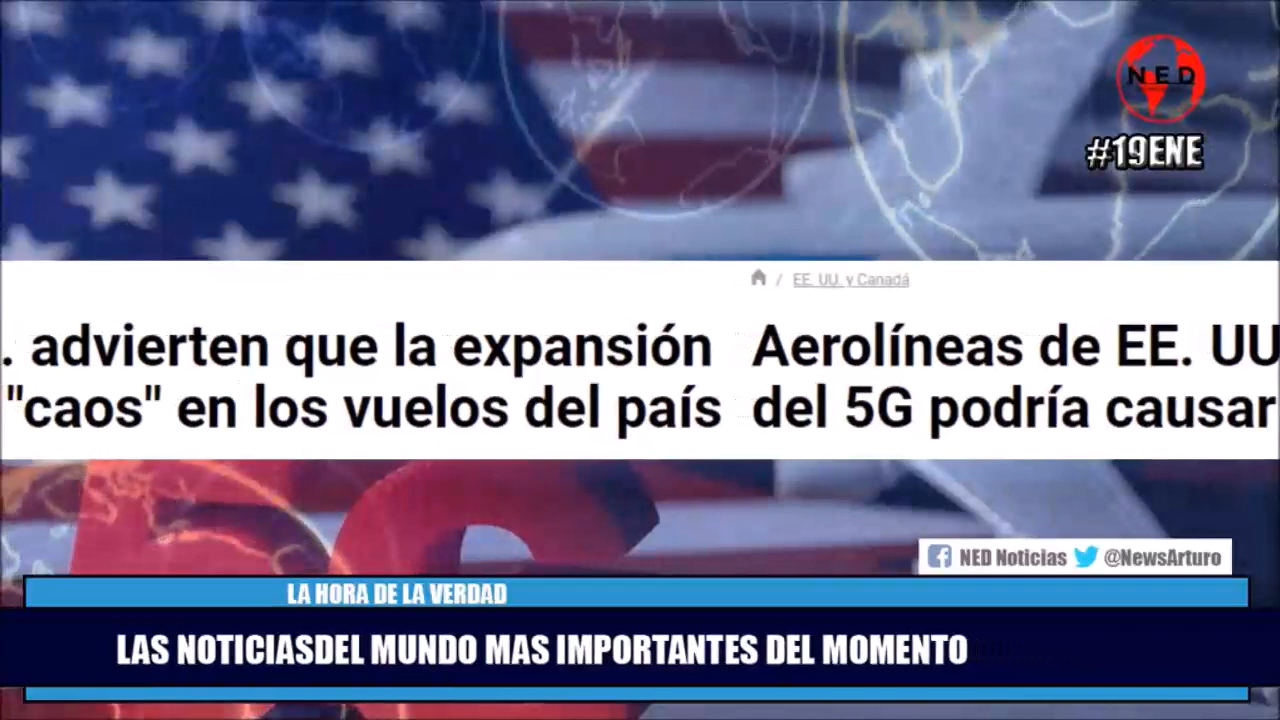 NED
#19ENE
EE. UU. y Canadá
. advierten que la expansión Aerolíneas de EE. UU
"caos" en los vuelos del país del 5G podría causar
NED Noticias @NewsArturo
LA HORA DE LA VERDAD
LAS NOTICIASDEL MUNDO MAS IMPORTANTES DEL MOMENTO